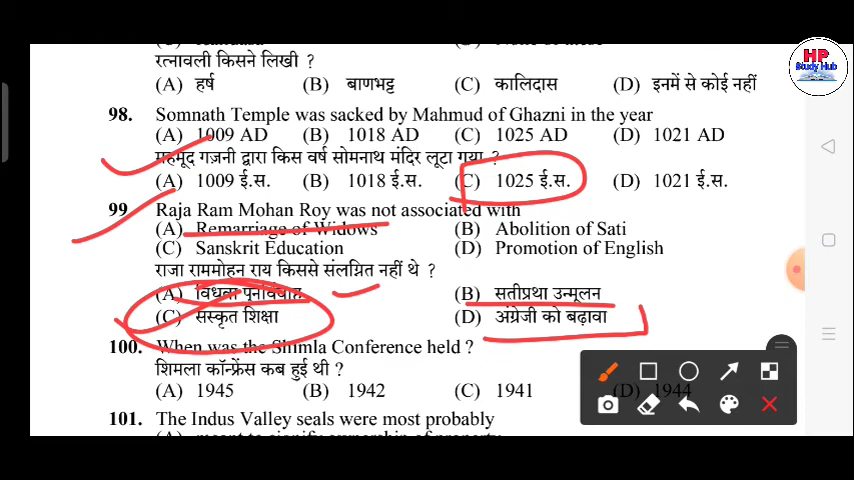 रत्नावली किसने लिखी ?
(A) हर्ष (B) बाणभट्ट (C) कालिदास (D) इनमें से कोई नहीं
98. Somnath Temple was sacked by Mahmud of Ghazni in the year
(A) 1009 AD (B) 1018 AD (C) 1025 AD (D) 1021 AD
महमूद गज़नी द्वारा किस वर्ष सोमनाथ मंदिर लूटा गया ?
(A) 1009 ई.स. (B) 1018 ई.स. (C) 1025 ई.स. (D) 1021 ई.स.
99 Raja Ram Mohan Roy was not associated with
(A) Remarriage of Widows (B) Abolition of Sati
(C) Sanskrit Education (D) Promotion of English
राजा राममोहन राय किससे संलग्नित नहीं थे ?
(A) विधवा पुनर्विवाह (B) सतीप्रथा उन्मूलन
(C) संस्कृत शिक्षा (D) अंग्रेजी को बढ़ावा
100. When was the Shimla Conference held ?
शिमला कॉन्फ्रेंस कब हुई थी ?
(A) 1945 (B) 1942 (C) 1941 (D) 1944
101. The Indus Valley seals were most probably
HP
Study Hub